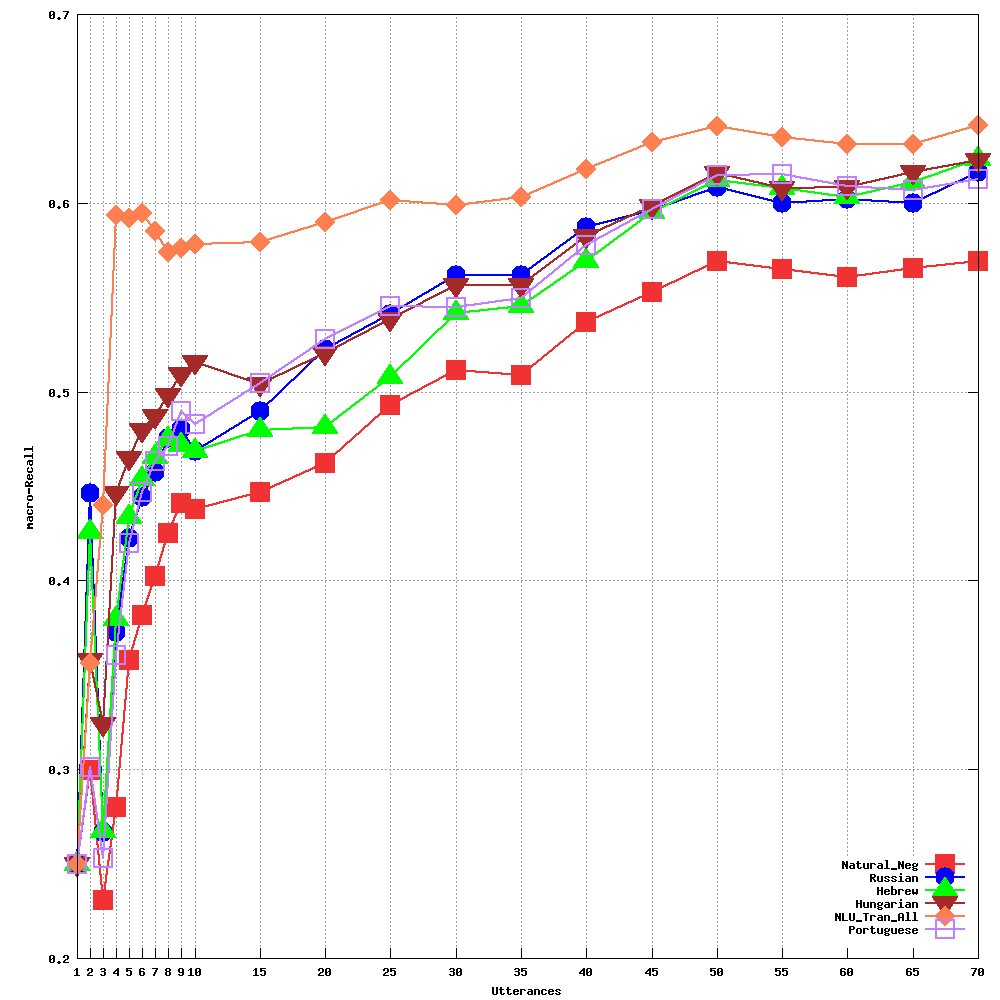 0.7
0.6
0.5
0.4
0.3
0.2
macro-Recall
1 2 3 4 5 6 7 8 9 10 15 20 25 30 35 40 45 50 55 60 65 70
Utterances
Natural_Neg
Russian
Hebrew
Hungarian
NLU_Tran_All
Portuguese